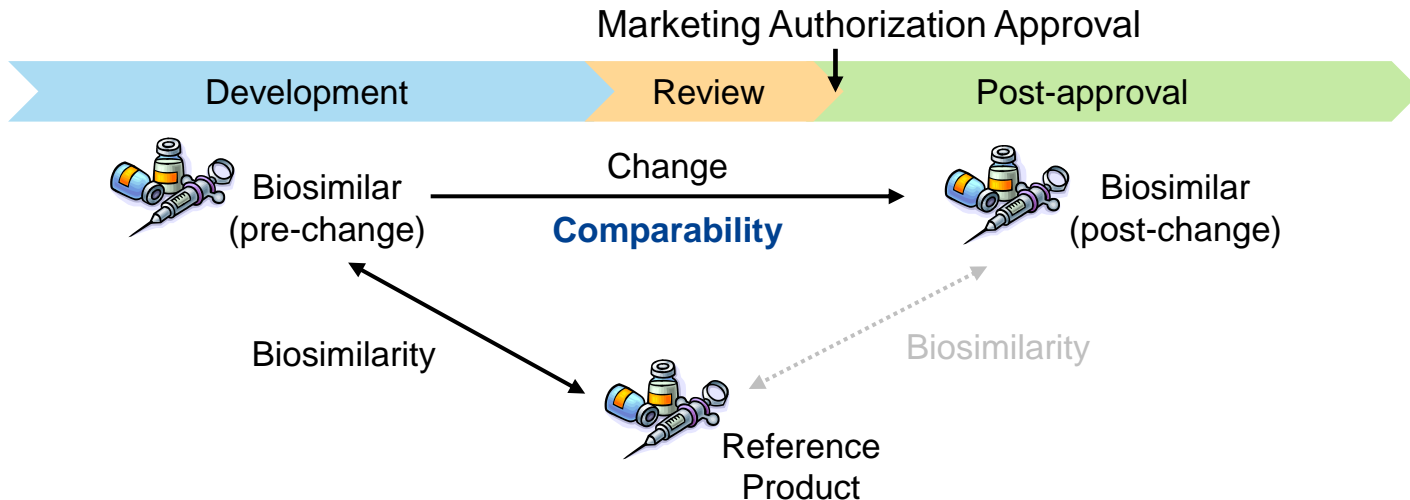 Marketing Authorization Approval
Development
Review
Post-approval
Biosimilar
(pre-change)
Change
Comparability
Biosimilar
(post-change)
Biosimilarity
Biosimilarity
Reference
Product